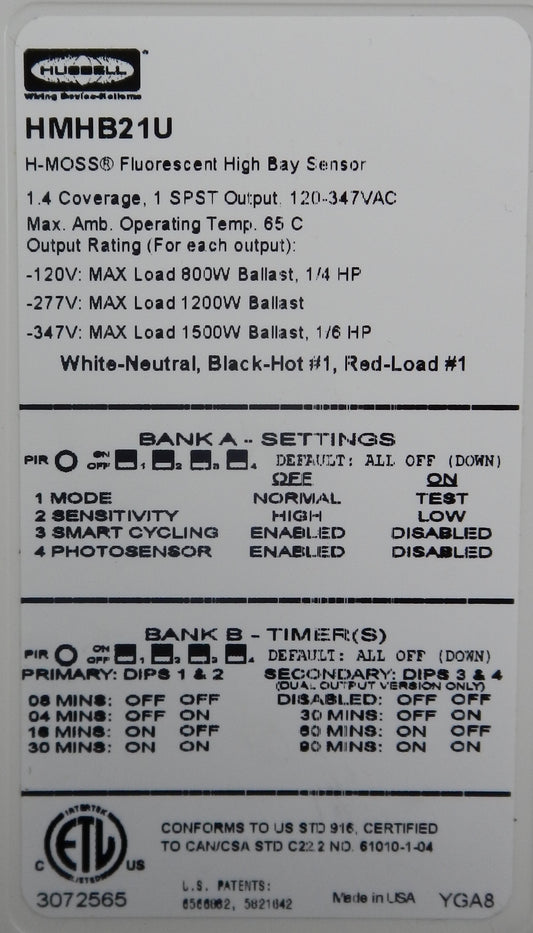 HUBBELL
Wiring Device-Kellems
HMHB21U
H-MOSS® Fluorescent High Bay Sensor
1.4 Coverage, 1 SPST Output, 120-347VAC
Max. Amb. Operating Temp. 65 C
Output Rating (For each output):
-120V: MAX Load 800W Ballast, 1/4 HP
-277V: MAX Load 1200W Ballast
-347V: MAX Load 1500W Ballast, 1/6 HP
White-Neutral, Black-Hot #1, Red-Load #1
BANK A - SETTINGS
PIR ON OFF 1 2 3 4 DEFAULT: ALL OFF (DOWN)
OFF ON
1 MODE NORMAL TEST
2 SENSITIVITY HIGH LOW
3 SMART CYCLING ENABLED DISABLED
4 PHOTOSENSOR ENABLED DISABLED
BANK B - TIMER(S)
PIR ON OFF 1 2 3 4 DEFAULT: ALL OFF (DOWN)
PRIMARY: DIPS 1 & 2 SECONDARY: DIPS 3 & 4
(DUAL OUTPUT VERSION ONLY)
08 MINS: OFF OFF DISABLED: OFF OFF
04 MINS: OFF ON 30 MINS: OFF ON
16 MINS: ON OFF 60 MINS: ON OFF
30 MINS: ON ON 90 MINS: ON ON
INTERTEK
ETL
LISTED
C US
3072565
CONFORMS TO US STD 916, CERTIFIED
TO CAN/CSA STD C22.2 NO. 61010-1-04
U.S. PATENTS:
5821642
Made in USA
YGA8